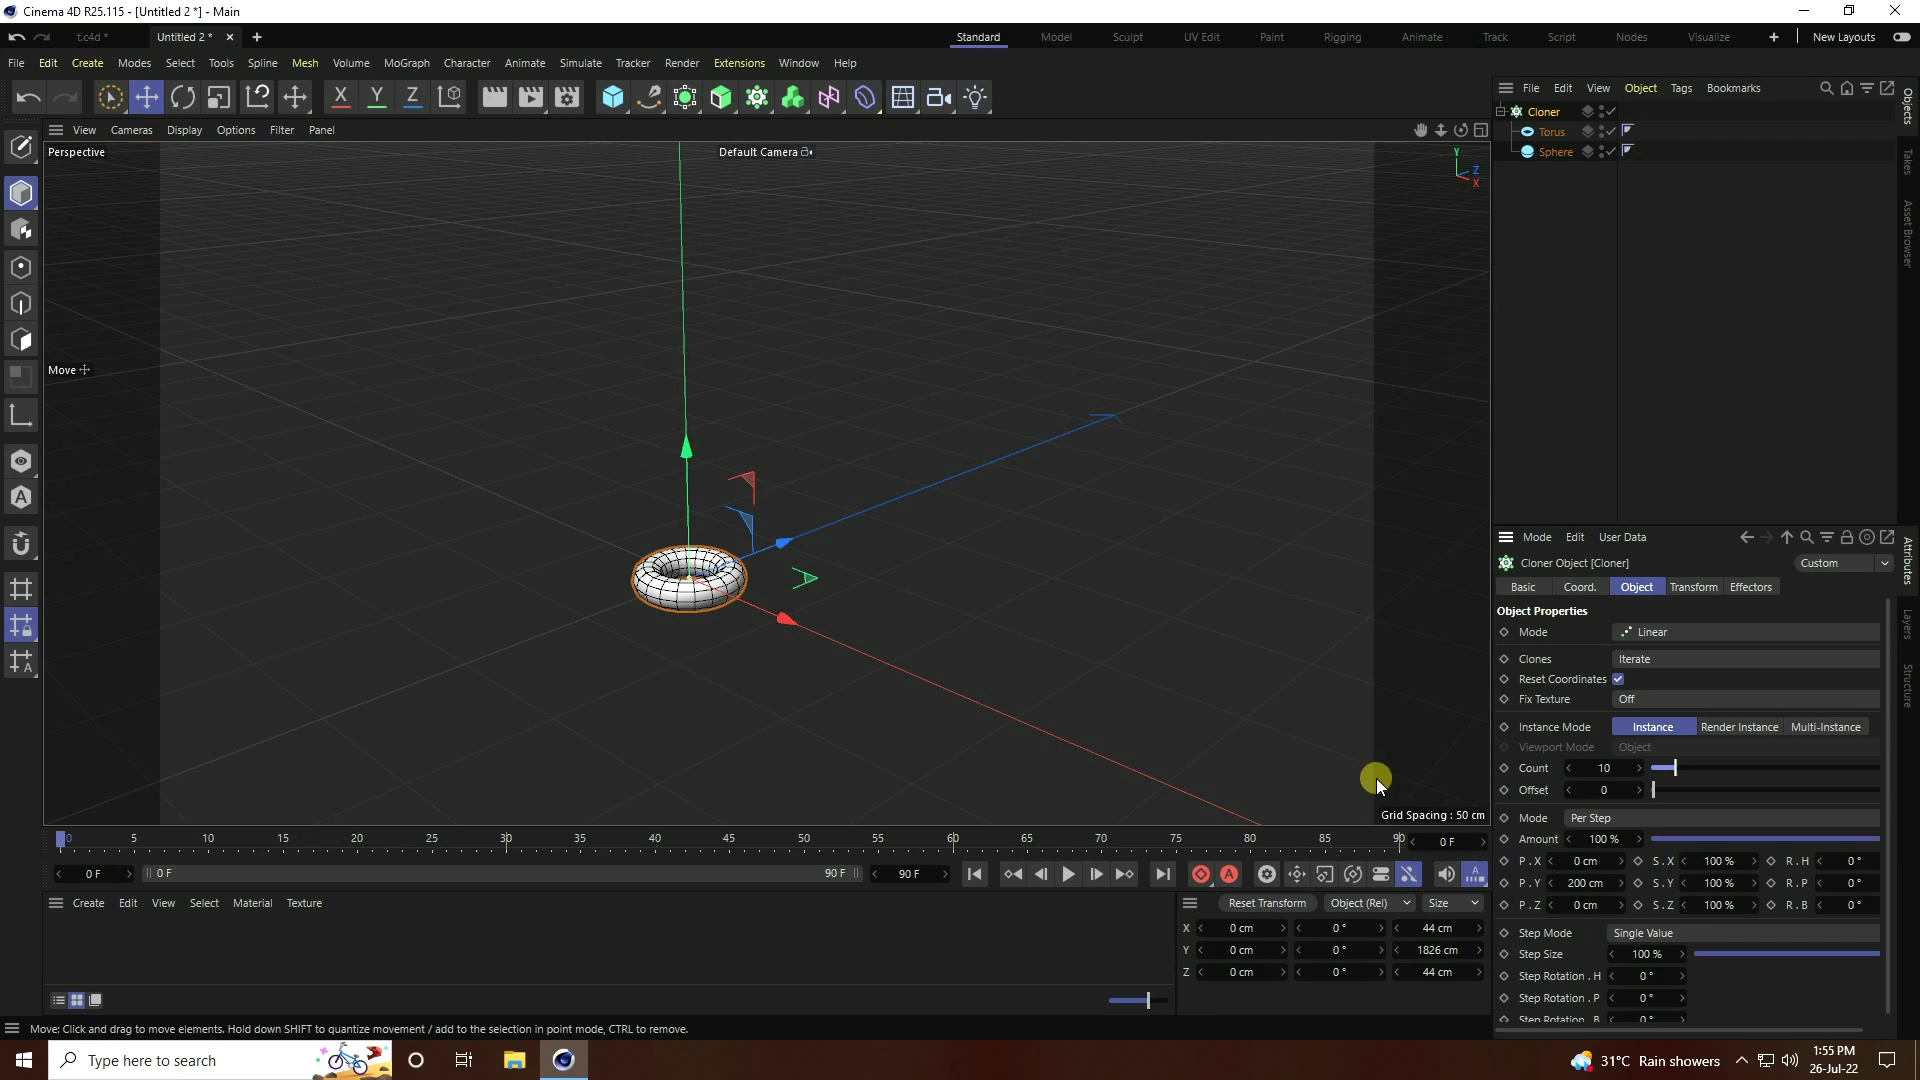 Cinema 4D R25.115 - [Untitled 2 *] - Main
t.c4d *
Untitled 2 *
Standard Model Sculpt UV Edit Paint Rigging Animate Track Script Nodes Visualize New Layouts
File Edit Create Modes Select Tools Spline Mesh Volume MoGraph Character Animate Simulate Tracker Render Extensions Window Help
X Y Z
File Edit View Object Tags Bookmarks
Cloner
Torus
Sphere
Objects
Takes
Asset Browser
View Cameras Display Options Filter Panel
Perspective
Default Camera
Y
Z
X
Move
Grid Spacing : 50 cm
Mode Edit User Data
Cloner Object [Cloner]
Custom
Basic Coord. Object Transform Effectors
Object Properties
Mode Linear
Clones Iterate
Reset Coordinates
Fix Texture Off
Instance Mode Instance Render Instance Multi-Instance
Viewport Mode Object
Count 10
Offset 0
Mode Per Step
Amount 100 %
P . X 0 cm S . X 100 % R . H 0 °
P . Y 200 cm S . Y 100 % R . P 0 °
P . Z 0 cm S . Z 100 % R . B 0 °
Step Mode Single Value
Step Size 100 %
Step Rotation . H 0 °
Step Rotation . P 0 °
Step Rotation . B 0 °
Attributes
Layers
Structure
0 5 10 15 20 25 30 35 40 45 50 55 60 65 70 75 80 85 90
0 F
0 F 0 F 90 F 90 F
Create Edit View Select Material Texture
Reset Transform Object (Rel) Size
X 0 cm 0 ° 44 cm
Y 0 cm 0 ° 1826 cm
Z 0 cm 0 ° 44 cm
Move: Click and drag to move elements. Hold down SHIFT to quantize movement / add to the selection in point mode, CTRL to remove.
Type here to search
31°C Rain showers
1:55 PM
26-Jul-22